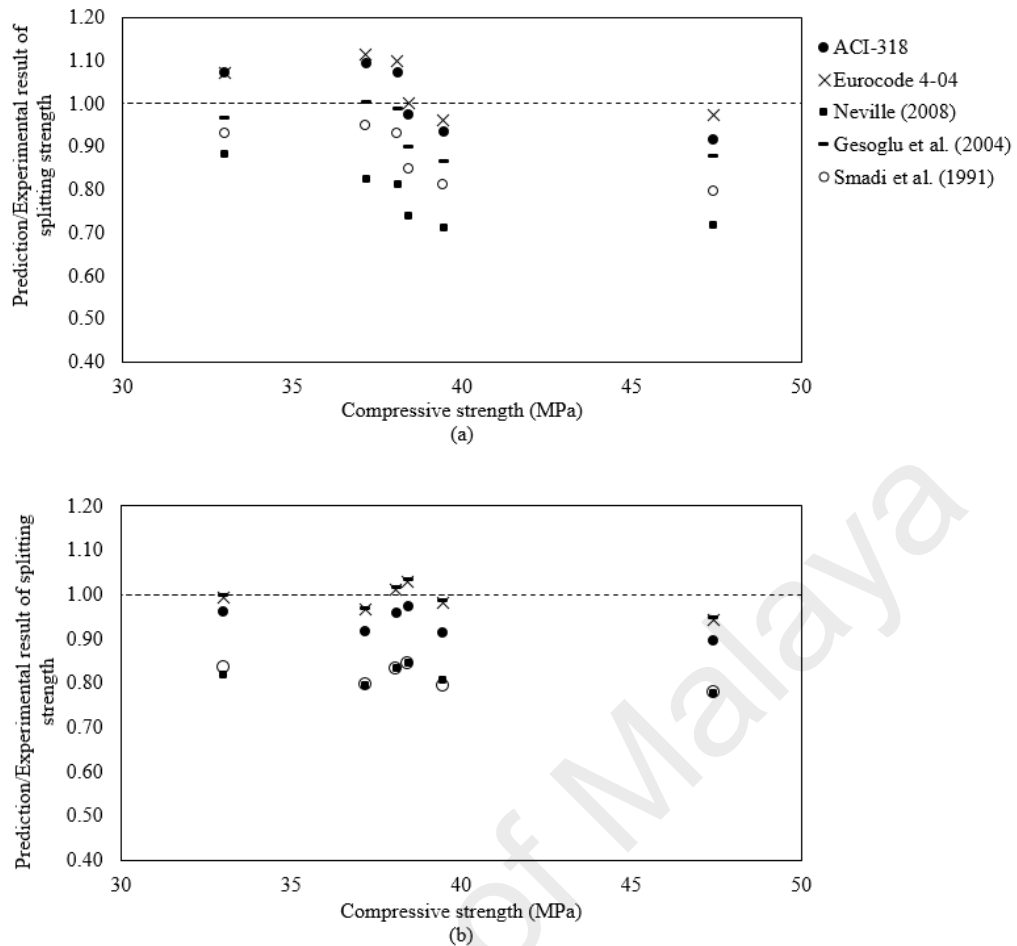 Prediction/Experimental result of
splitting strength
1.20
1.10
1.00
0.90
0.80
0.70
0.60
0.50
0.40
30
35
40
45
50
Compressive strength (MPa)
(a)
ACI-318
Eurocode 4-04
Neville (2008)
Gesoglu et al. (2004)
Smadi et al. (1991)
Prediction/Experimental result of splitting
strength
1.20
1.10
1.00
0.90
0.80
0.70
0.60
0.50
0.40
30
35
40
45
50
Compressive strength (MPa)
(b)
of Malaya